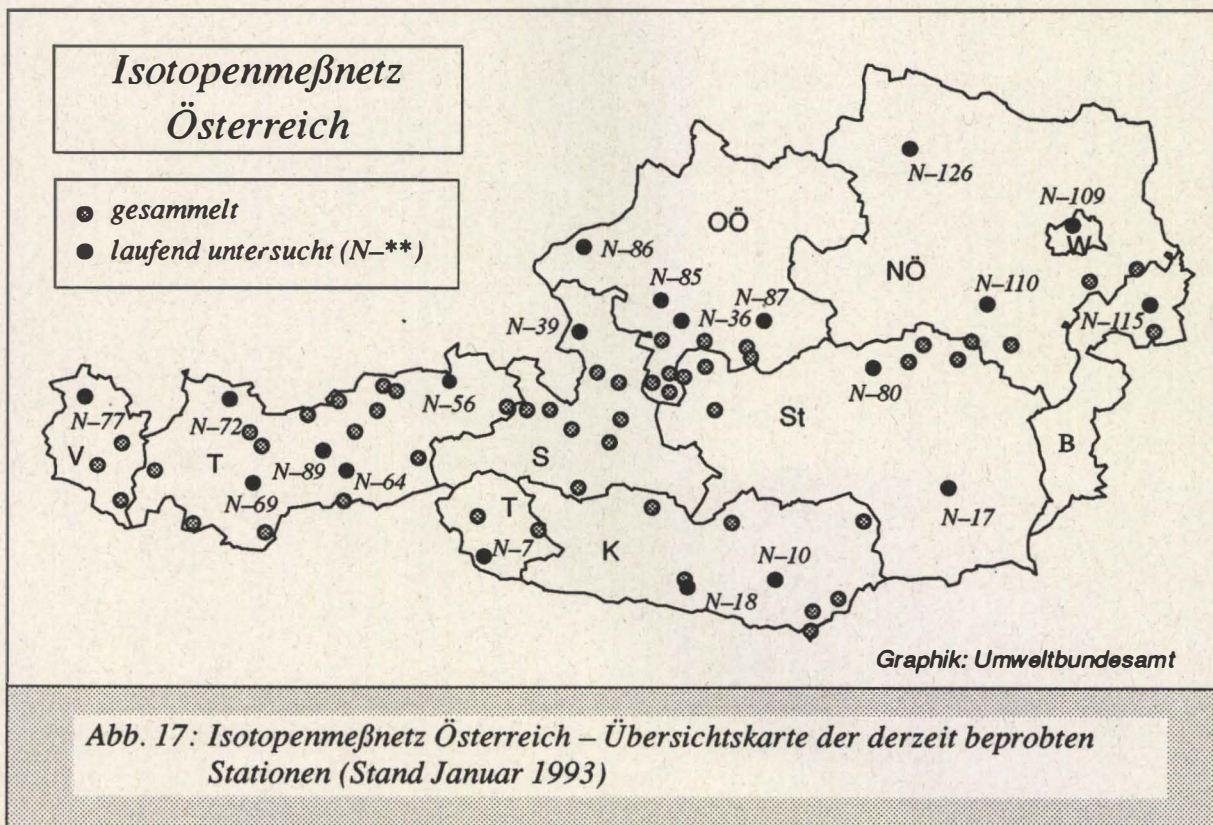 Isotopenmeßnetz
Österreich
gesammelt
laufend untersucht (N–**)
N–126
N–109
W
OÖ
N–86
NÖ
N–85
N–87
N–110
N–36
N–115
N–39
N–80
N–56
N–77
N–72
St
V
T
S
B
N–89
N–64
N–69
T
N–17
N–7
K
N–10
N–18
Graphik: Umweltbundesamt
Abb. 17: Isotopenmeßnetz Österreich – Übersichtskarte der derzeit beprobten
Stationen (Stand Januar 1993)